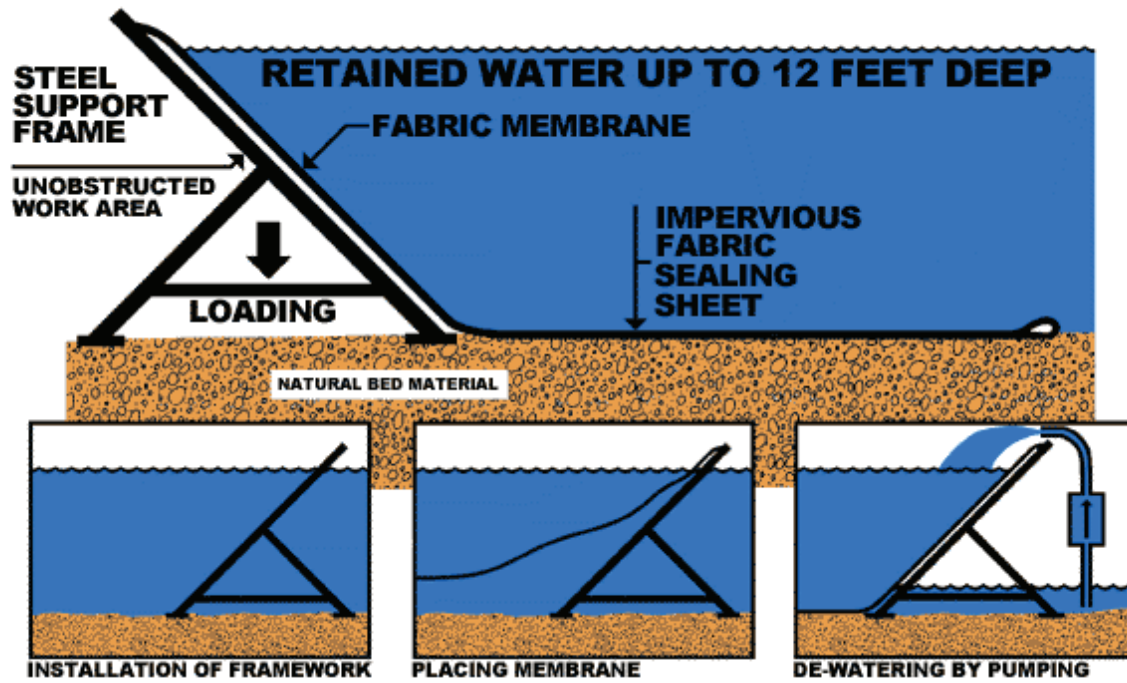 RETAINED WATER UP TO 12 FEET DEEP
STEEL
SUPPORT
FRAME
UNOBSTRUCTED
WORK AREA
FABRIC MEMBRANE
IMPERVIOUS
FABRIC
SEALING
SHEET
LOADING
NATURAL BED MATERIAL
INSTALLATION OF FRAMEWORK
PLACING MEMBRANE
DE-WATERING BY PUMPING